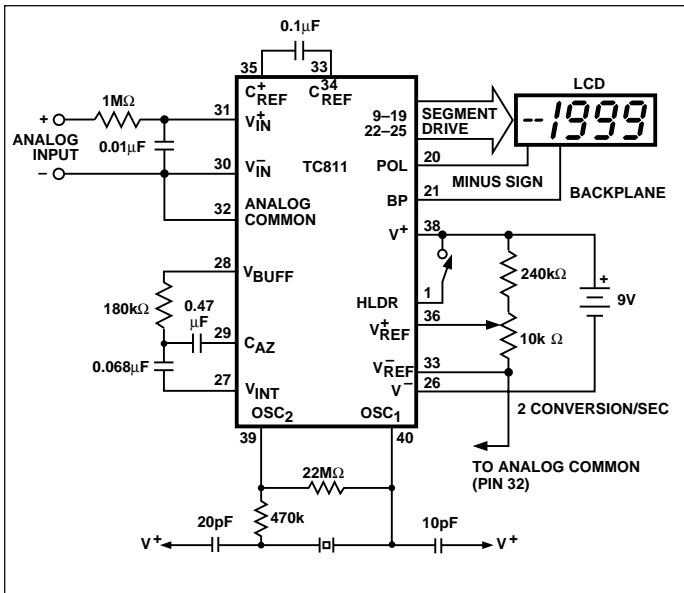 0.1μF
35 33
C+REF C34REF
1MΩ
31
V+IN
+
ANALOG
INPUT
–
0.01μF
30
V–IN
TC811
32
ANALOG
COMMON
28
VBUFF
180kΩ
0.47
μF
29
CAZ
0.068μF
27
VINT
OSC2
39
OSC1
40
9–19
22–25
SEGMENT
DRIVE
LCD
--1999
POL
20
MINUS SIGN
BP
21
BACKPLANE
V+
38
240kΩ
+
9V
HLDR
1
V+REF
36
10k Ω
V–REF
33
V–
26
2 CONVERSION/SEC
TO ANALOG COMMON
(PIN 32)
22MΩ
470k
20pF
10pF
V+
V+